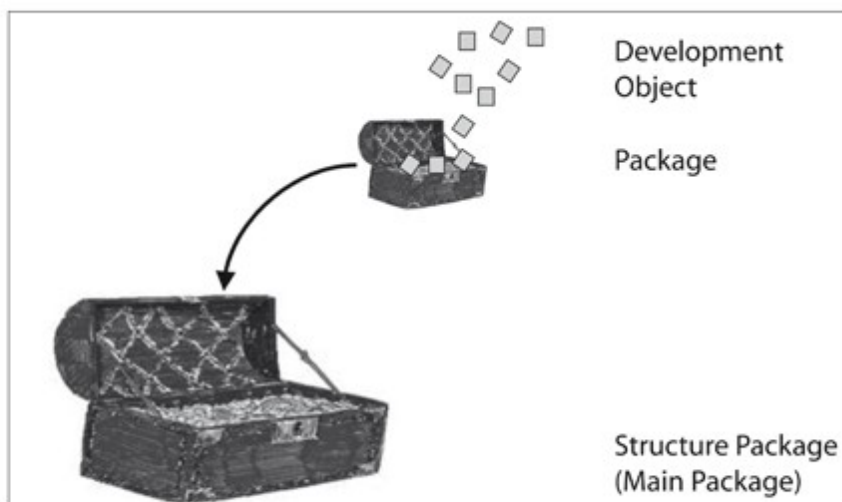 Development
Object
Package
Structure Package
(Main Package)